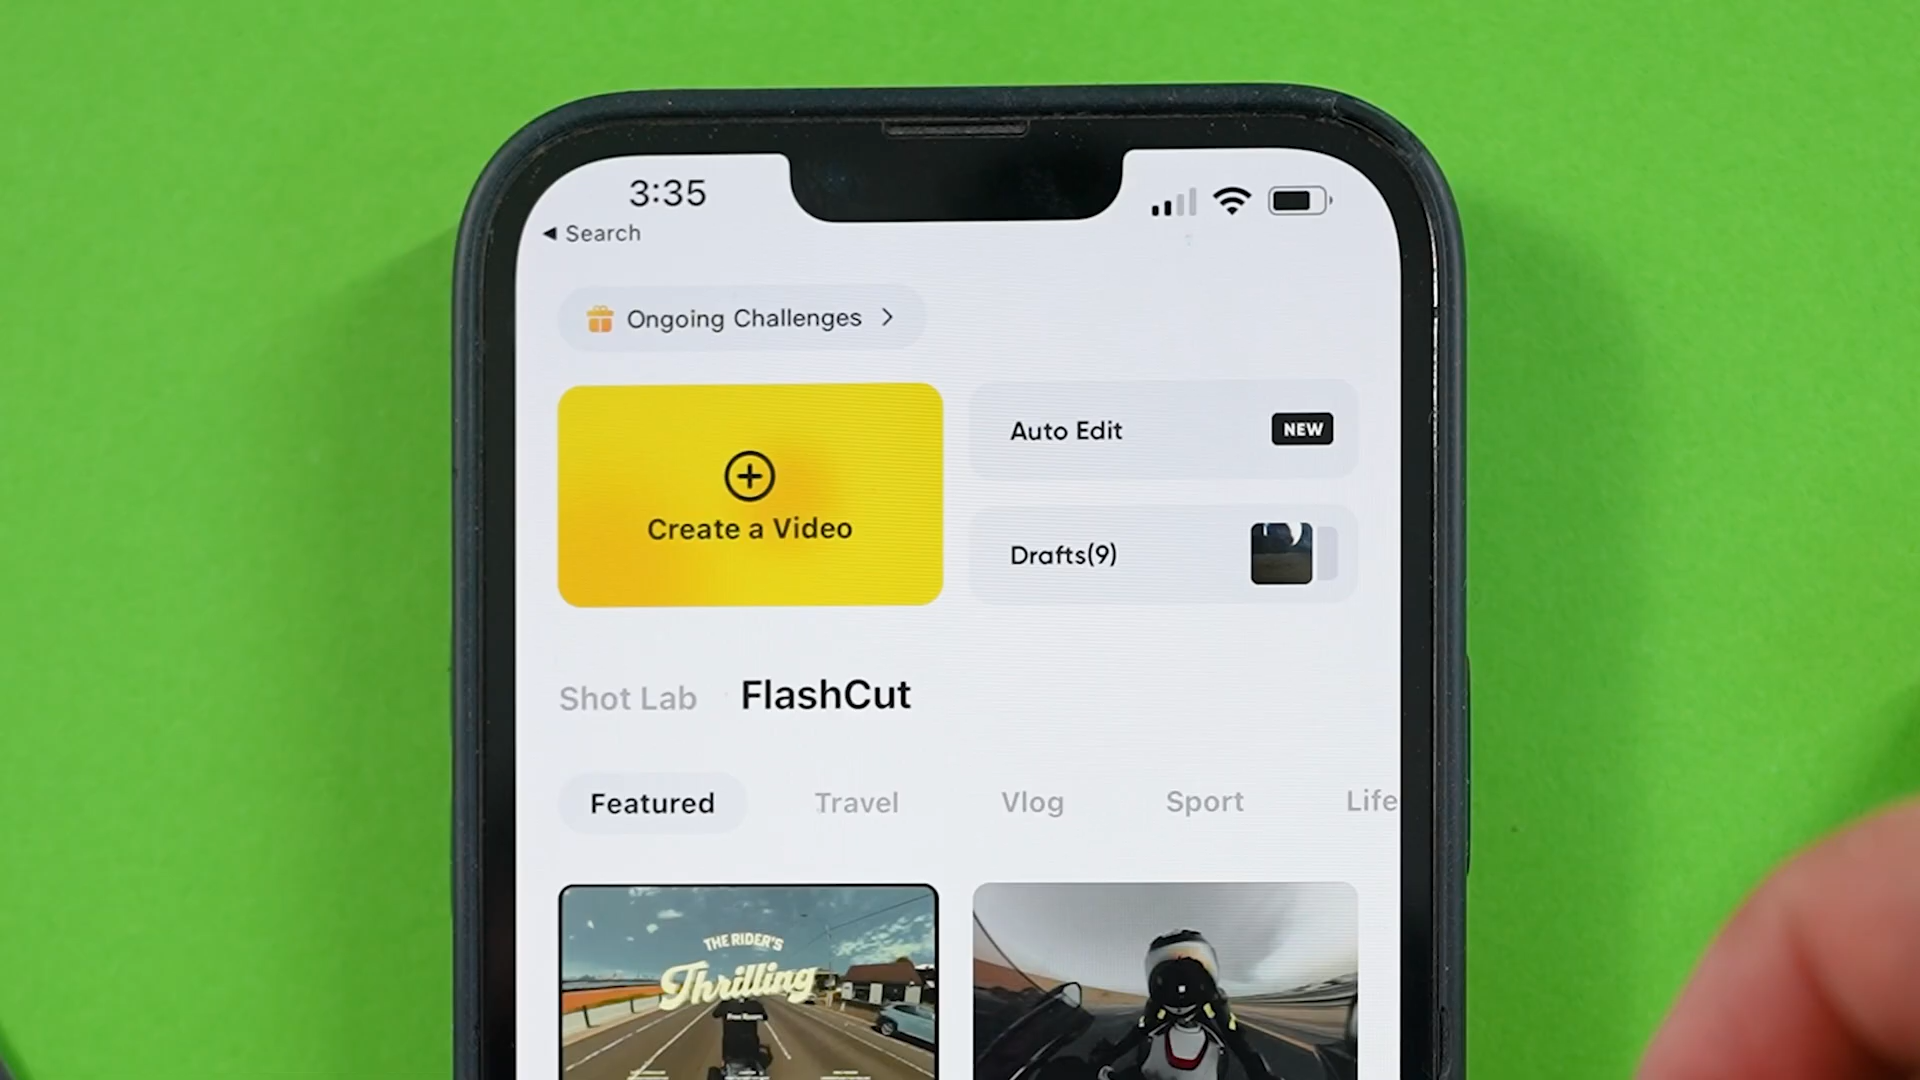 3:35
◀ Search
Ongoing Challenges >
Create a Video
Auto Edit
NEW
Drafts(9)
Shot Lab
FlashCut
Featured
Travel
Vlog
Sport
Life
THE RIDER'S
Thrilling